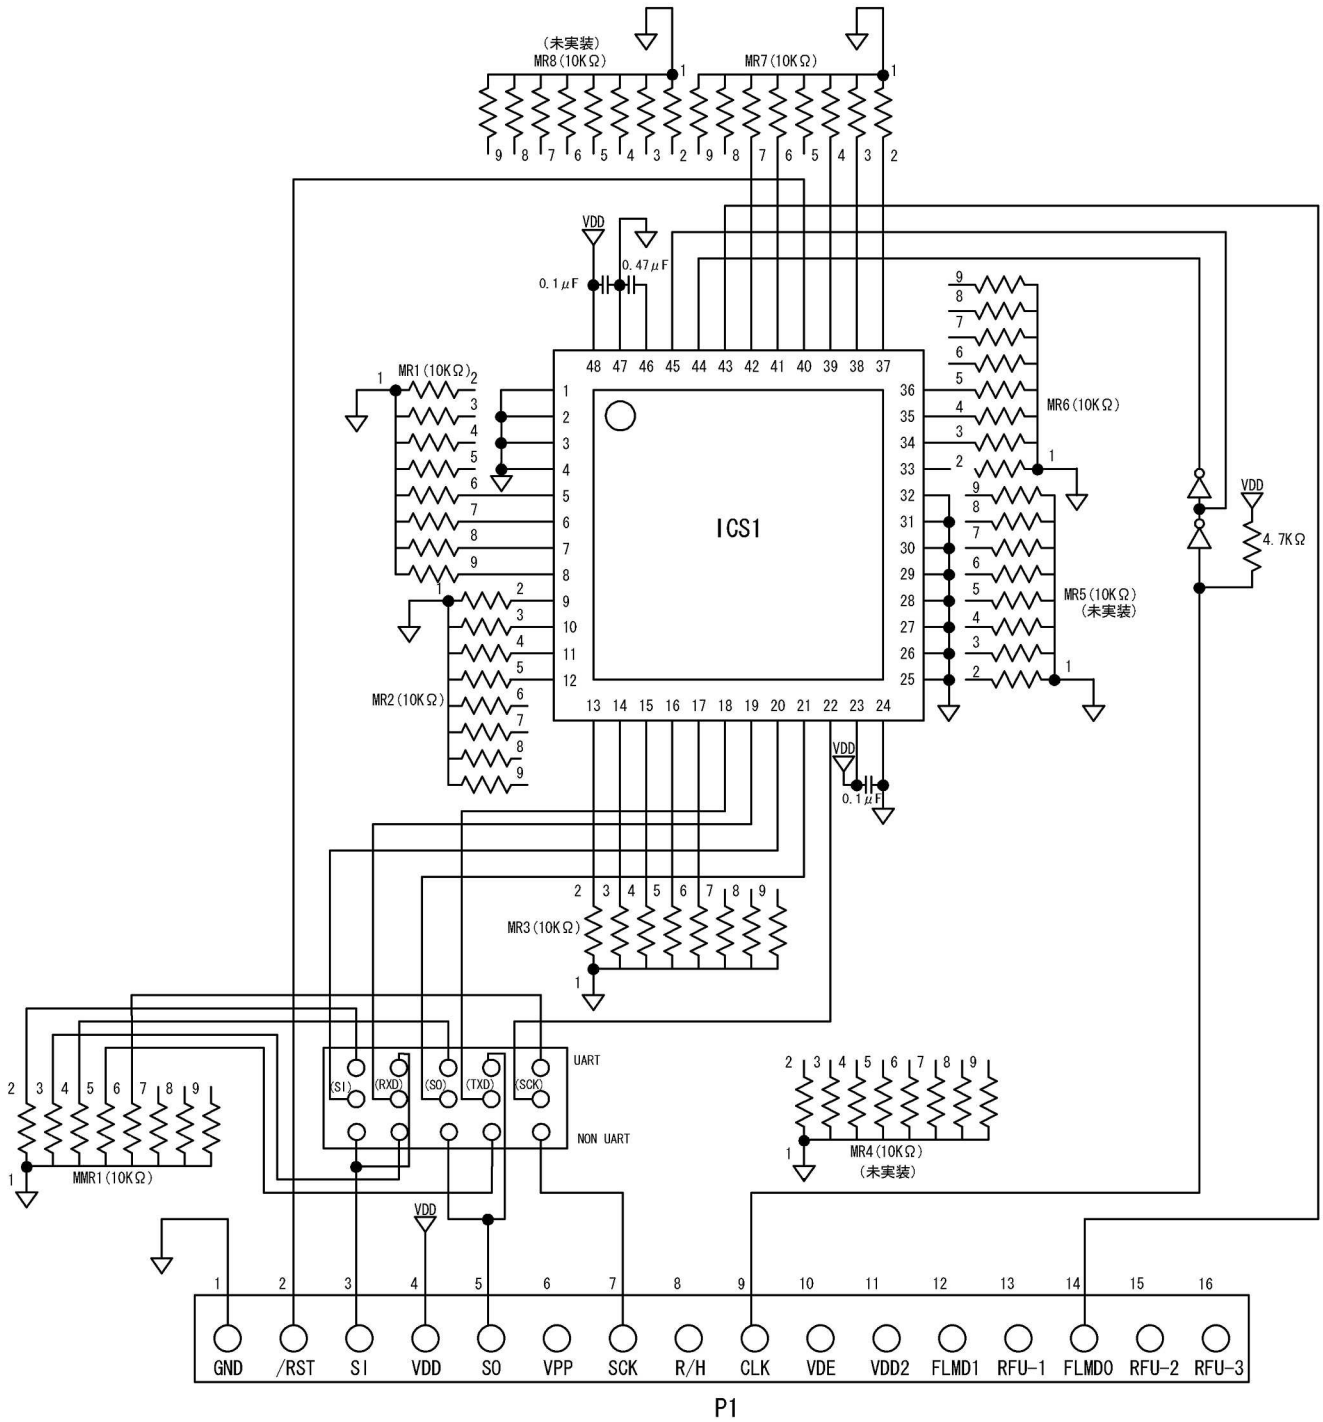 (未実装)
MR8(10KΩ) 1 MR7(10KΩ) 1
9 8 7 6 5 4 3 2 9 8 7 6 5 4 3 2
VDD
0.1μF 0.47μF
48 47 46 45 44 43 42 41 40 39 38 37
1 MR1(10KΩ) 2
3
4
5
6
7
8
9
1
2
3
4
5
6
7
8
9
10
11
12
1 2
3
4
5
6
7
8
9
MR2(10KΩ)
ICS1
36
35
34
33
32
31
30
29
28
27
26
25
9
8
7
6
5
4
3
2 1
MR6(10KΩ)
9
8
7
6
5
4
3
2 1
MR5(10KΩ)
(未実装)
VDD
4.7KΩ
13 14 15 16 17 18 19 20 21 22 23 24
VDD
0.1μF
2 3 4 5 6 7 8 9
MR3(10KΩ)
1
UART
(SI) (RXD) (SO) (TXD) (SCK)
NON UART
2 3 4 5 6 7 8 9
1
MMR1(10KΩ)
2 3 4 5 6 7 8 9
1
MR4(10KΩ)
(未実装)
VDD
1 2 3 4 5 6 7 8 9 10 11 12 13 14 15 16
GND /RST SI VDD SO VPP SCK R/H CLK VDE VDD2 FLMD1 RFU-1 FLMD0 RFU-2 RFU-3
P1